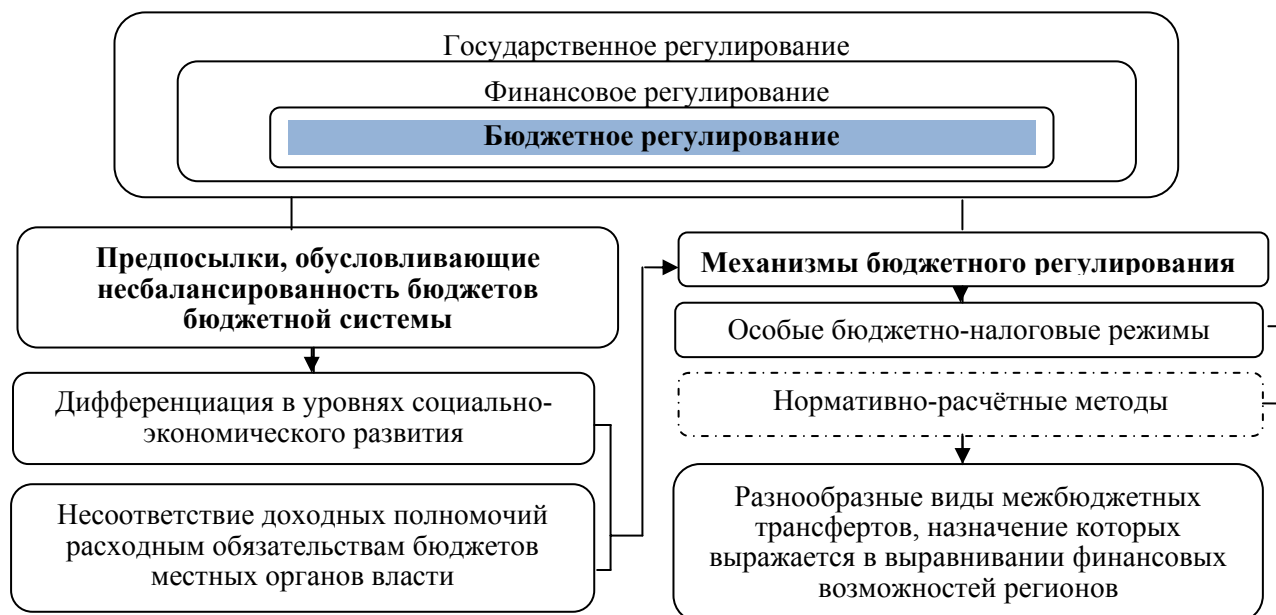 Государственное регулирование
Финансовое регулирование
Бюджетное регулирование
Предпосылки, обусловливающие
несбалансированность бюджетов
бюджетной системы
Дифференциация в уровнях социально-
экономического развития
Несоответствие доходных полномочий
расходным обязательствам бюджетов
местных органов власти
Механизмы бюджетного регулирования
Особые бюджетно-налоговые режимы
Нормативно-расчётные методы
Разнообразные виды межбюджетных
трансфертов, назначение которых
выражается в выравнивании финансовых
возможностей регионов